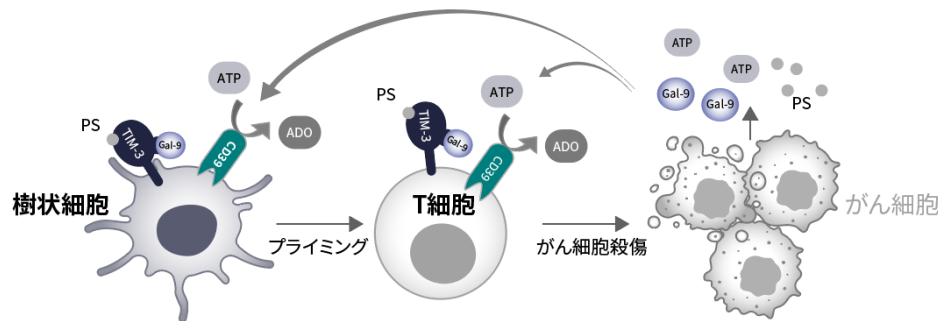 ATP
PS
TIM-3
Gal-9
CD39
ADO
樹状細胞
プライミング
ATP
PS
TIM-3
Gal-9
CD39
ADO
T細胞
がん細胞殺傷
ATP
ATP
Gal-9
Gal-9
PS
がん細胞